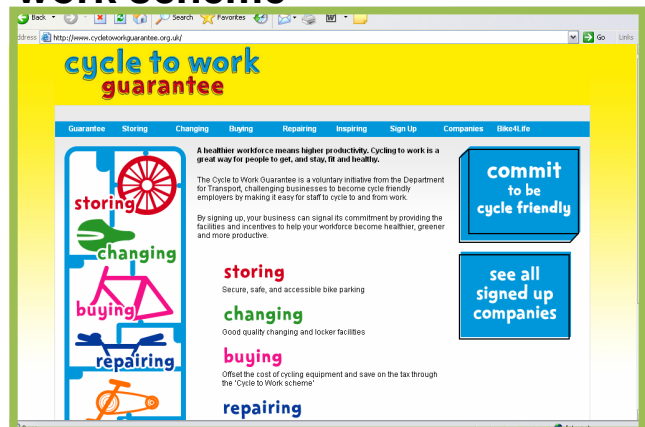 work scheme
Back Search Favorites
ddress http://www.cycletoworkguarantee.org.uk/ Go Links
cycle to work
guarantee
Guarantee Storing Changing Buying Repairing Inspiring Sign Up Companies Bike4Life
A healthier workforce means higher productivity. Cycling to work is a
great way for people to get, and stay, fit and healthy.
The Cycle to Work Guarantee is a voluntary initiative from the Department
for Transport, challenging businesses to become cycle friendly
employers by making it easy for staff to cycle to and from work.
By signing up, your business can signal its commitment by providing the
facilities and incentives to help your workforce become healthier, greener
and more productive.
storing
changing
buying
repairing
storing
Secure, safe, and accessible bike parking
changing
Good quality changing and locker facilities
buying
Offset the cost of cycling equipment and save on the tax through
the 'Cycle to Work scheme'
repairing
commit
to be
cycle friendly
see all
signed up
companies